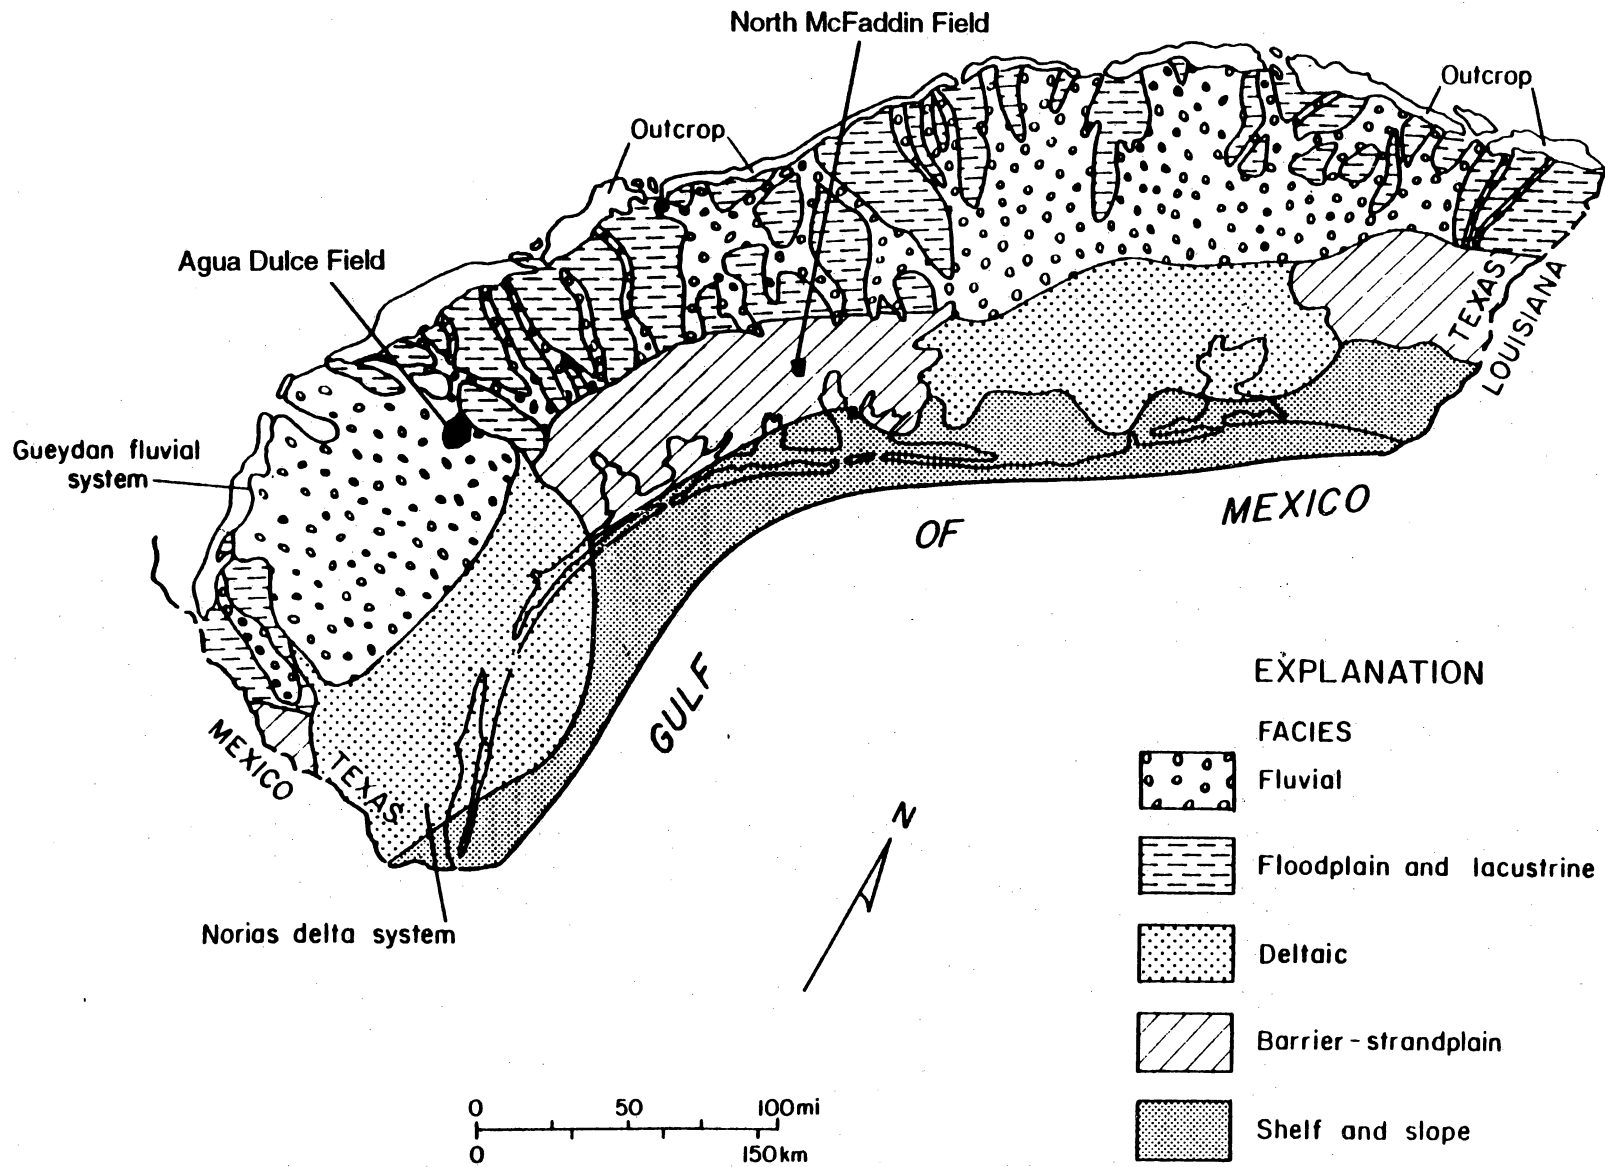 North McFaddin Field
Outcrop
Outcrop
Agua Dulce Field
TEXAS
LOUISIANA
Gueydan fluvial
system
OF
MEXICO
GULF
EXPLANATION
MEXICO
TEXAS
FACIES
Fluvial
N
Floodplain and lacustrine
Norias delta system
Deltaic
Barrier-strandplain
0 50 100mi
0 150km
Shelf and slope